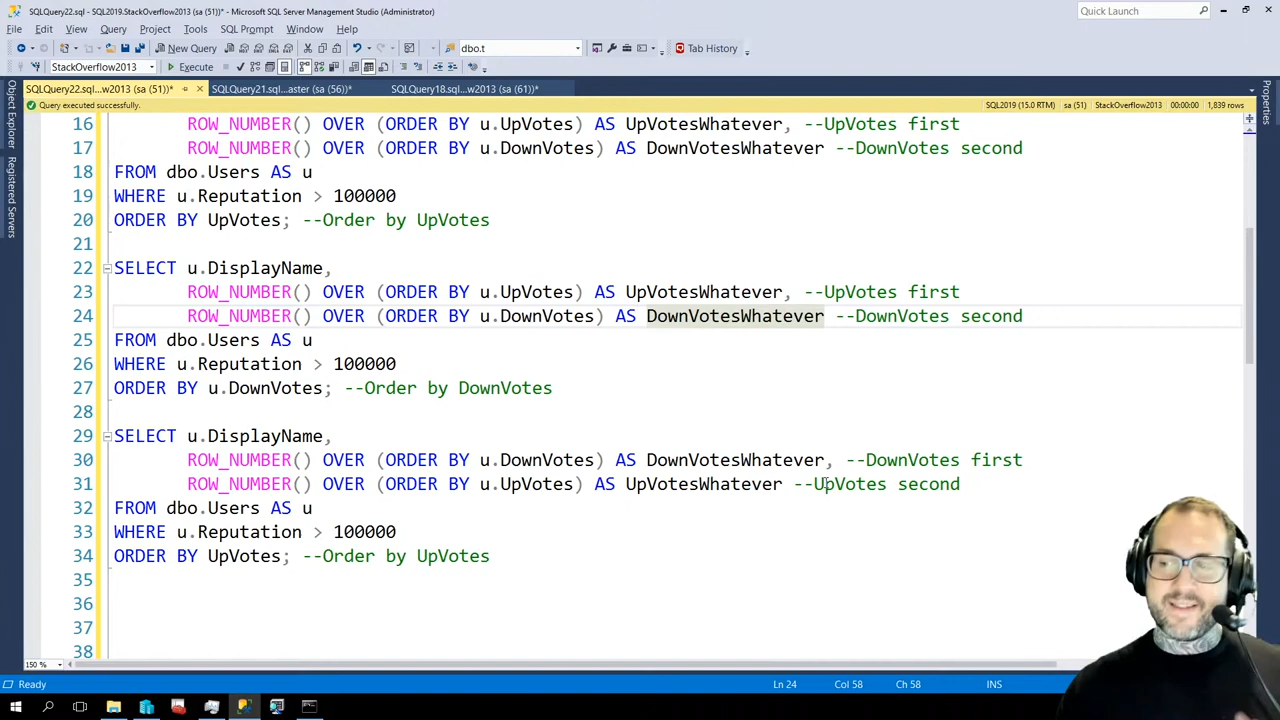 SQLQuery22.sql - SQL2019.StackOverflow2013 (sa (51))* - Microsoft SQL Server Management Studio (Administrator)
Quick Launch
File Edit View Query Project Tools SQL Prompt Window Help
New Query dbo.t Tab History
StackOverflow2013 Execute
SQLQuery22.sql...w2013 (sa (51))* SQLQuery21.sql...aster (sa (56))* SQLQuery18.sql...w2013 (sa (61))*
Query executed successfully. SQL2019 (15.0 RTM) sa (51) StackOverflow2013 00:00:00 1,839 rows
Object Explorer
Registered Servers
Properties
16 ROW_NUMBER() OVER (ORDER BY u.UpVotes) AS UpVotesWhatever, --UpVotes first
17 ROW_NUMBER() OVER (ORDER BY u.DownVotes) AS DownVotesWhatever --DownVotes second
18 FROM dbo.Users AS u
19 WHERE u.Reputation > 100000
20 ORDER BY UpVotes; --Order by UpVotes
21
22 SELECT u.DisplayName,
23 ROW_NUMBER() OVER (ORDER BY u.UpVotes) AS UpVotesWhatever, --UpVotes first
24 ROW_NUMBER() OVER (ORDER BY u.DownVotes) AS DownVotesWhatever --DownVotes second
25 FROM dbo.Users AS u
26 WHERE u.Reputation > 100000
27 ORDER BY u.DownVotes; --Order by DownVotes
28
29 SELECT u.DisplayName,
30 ROW_NUMBER() OVER (ORDER BY u.DownVotes) AS DownVotesWhatever, --DownVotes first
31 ROW_NUMBER() OVER (ORDER BY u.UpVotes) AS UpVotesWhatever --UpVotes second
32 FROM dbo.Users AS u
33 WHERE u.Reputation > 100000
34 ORDER BY UpVotes; --Order by UpVotes
35
36
37
38
150 %
Ready Ln 24 Col 58 Ch 58 INS